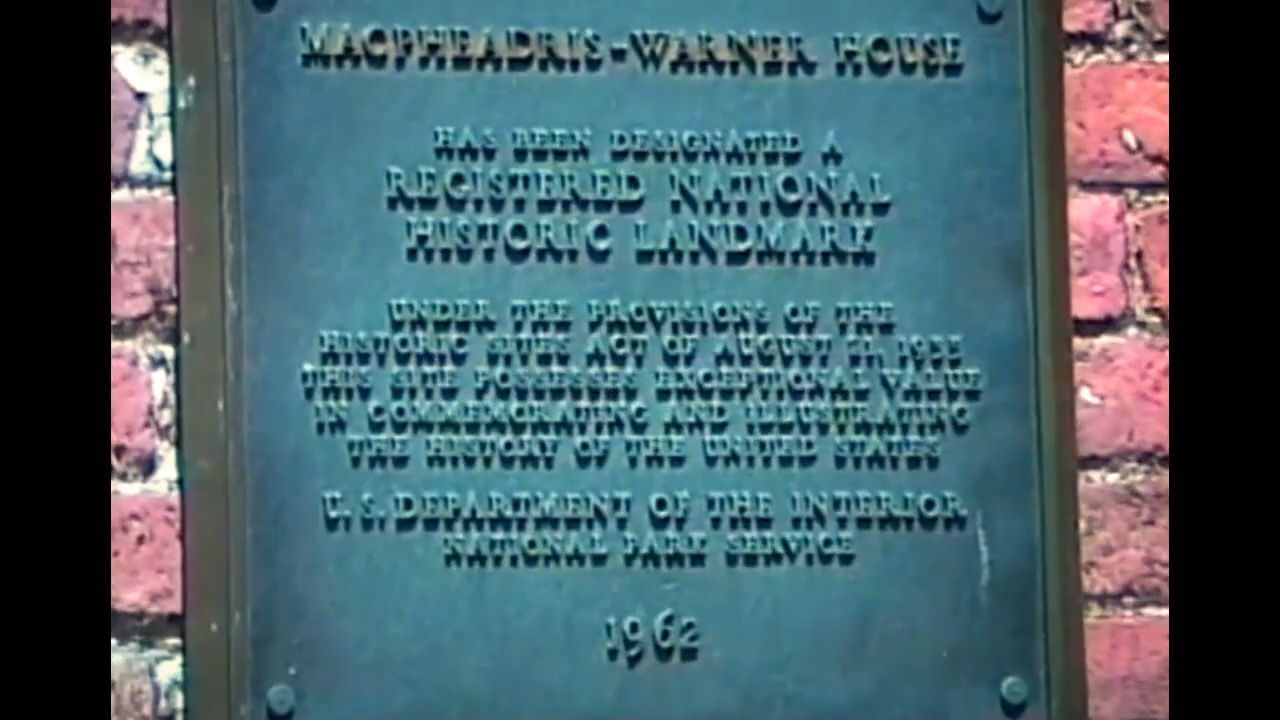 MACPHEADRIS-WARNER HOUSE
HAS BEEN DESIGNATED A
REGISTERED NATIONAL
HISTORIC LANDMARK
UNDER THE PROVISIONS OF THE
HISTORIC SITES ACT OF AUGUST 21, 1935
THIS SITE POSSESSES EXCEPTIONAL VALUE
IN COMMEMORATING AND ILLUSTRATING
THE HISTORY OF THE UNITED STATES
U. S. DEPARTMENT OF THE INTERIOR
NATIONAL PARK SERVICE
1962